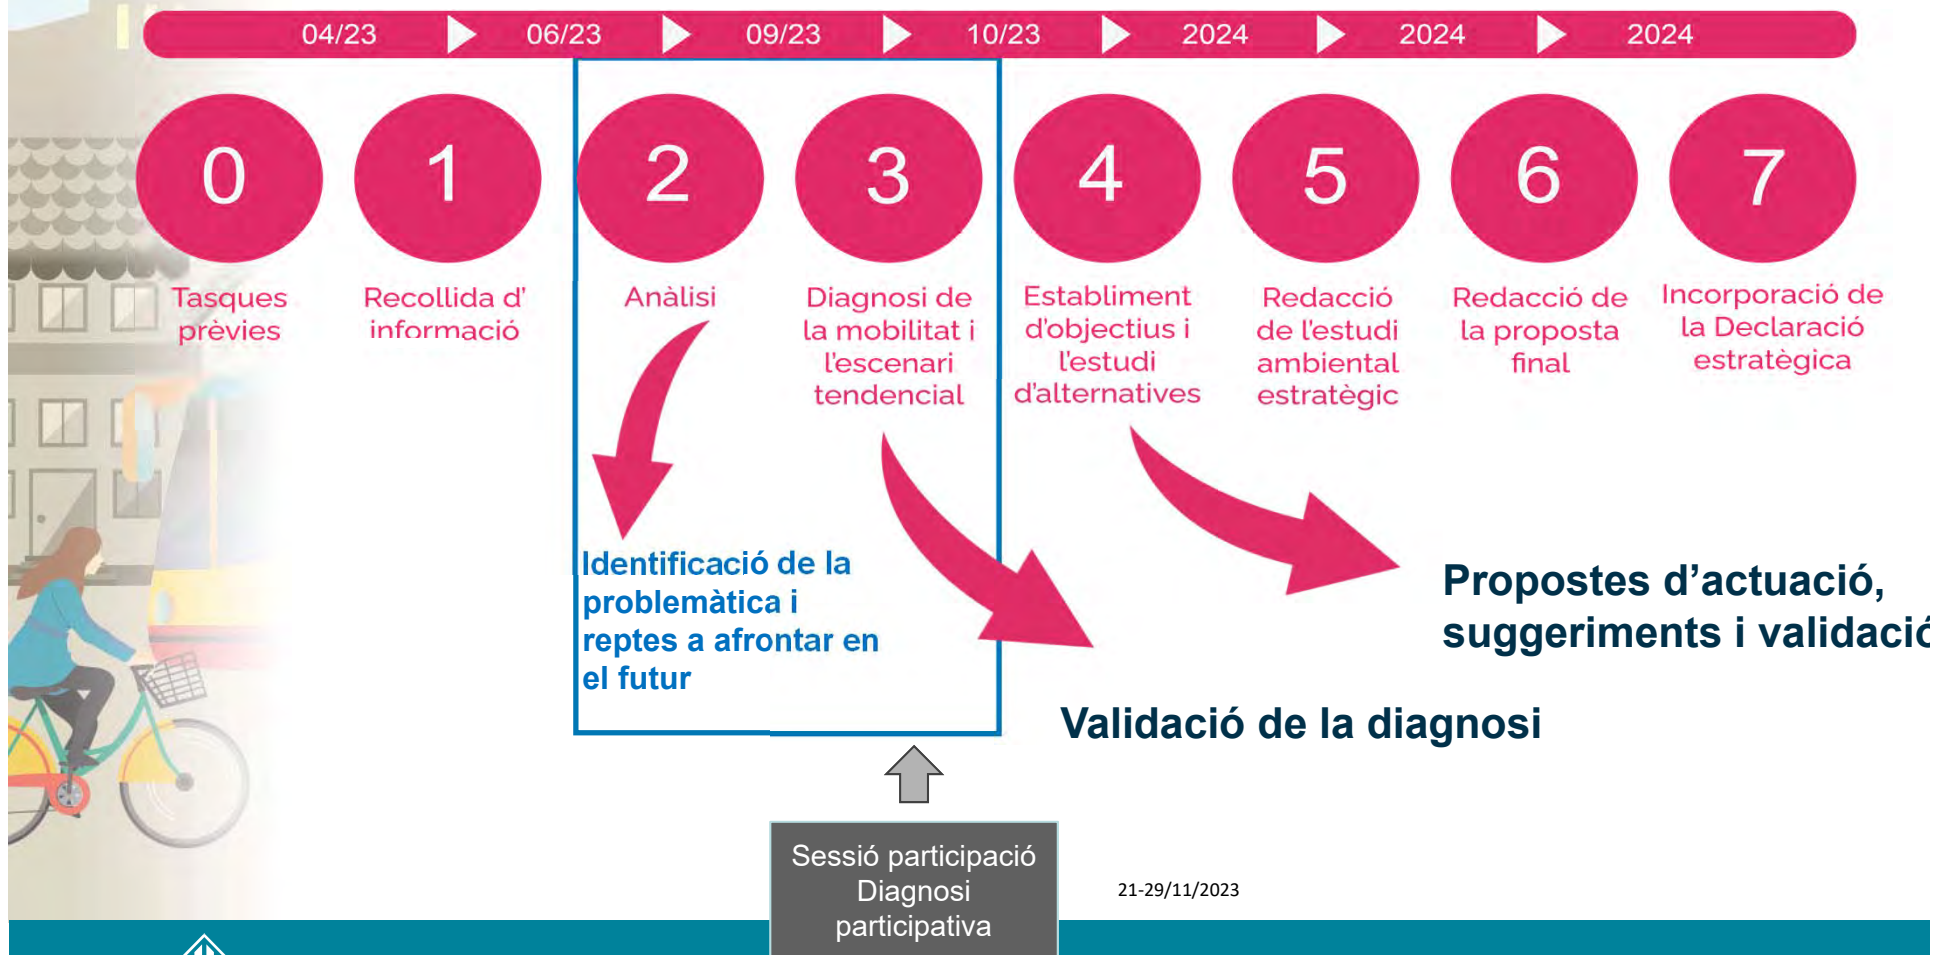 04/23 06/23 09/23 10/23 2024 2024 2024
0 1 2 3 4 5 6 7
Tasques
prèvies
Recollida d'
informació
Anàlisi
Diagnosi de
la mobilitat i
l'escenari
tendencial
Establiment
d'objectius i
l'estudi
d'alternatives
Redacció
de l'estudi
ambiental
estratègic
Redacció de
la proposta
final
Incorporació de
la Declaració
estratègica
Identificació de la
problemàtica i
reptes a afrontar en
el futur
Propostes d’actuació,
suggeriments i validació
Validació de la diagnosi
Sessió participació
Diagnosi
participativa
21-29/11/2023